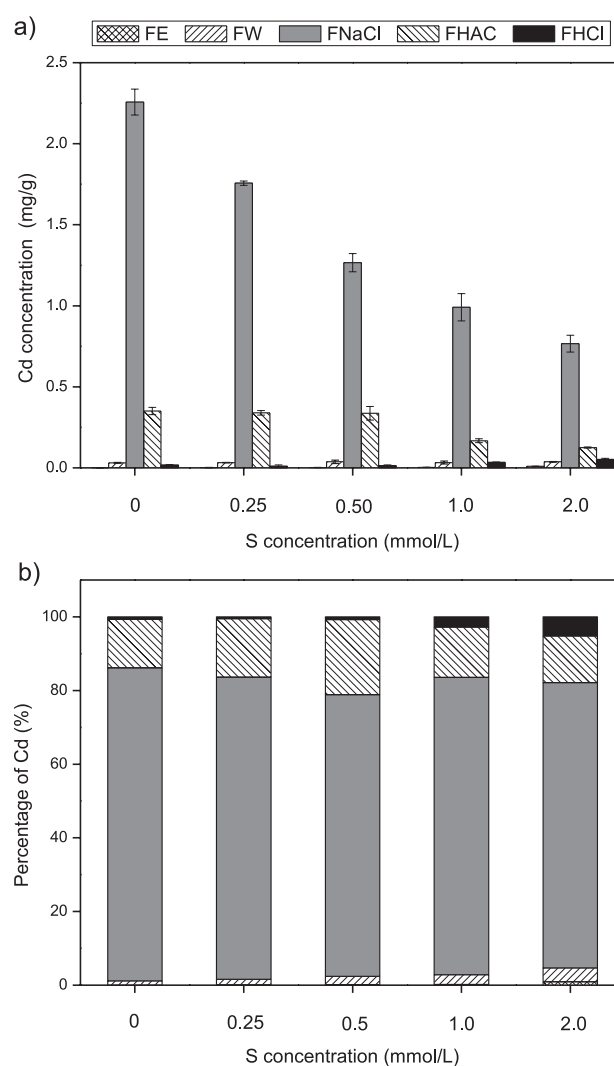 a)
FE FW FNaCl FHAC FHCl
2.5
2.0
1.5
1.0
0.5
0.0
Cd concentration (mg/g)
0 0.25 0.50 1.0 2.0
S concentration (mmol/L)
b)
100
80
60
40
20
0
Percentage of Cd (%)
0 0.25 0.5 1.0 2.0
S concentration (mmol/L)